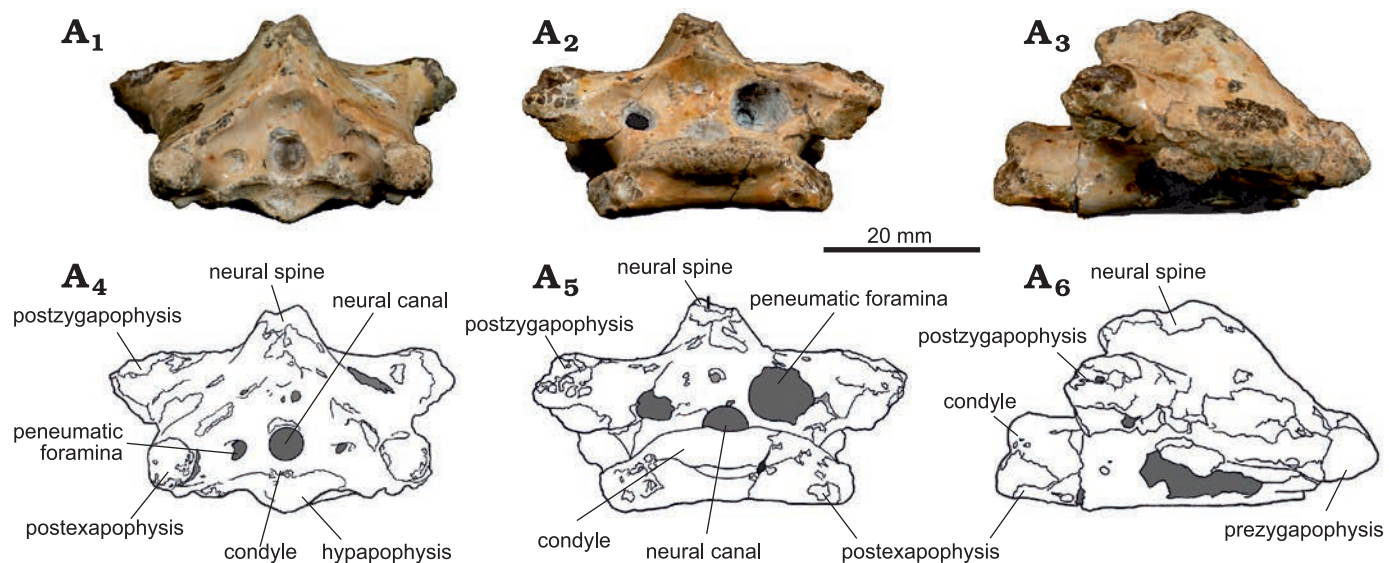 A1
A2
A3
20 mm
A4
neural spine
neural canal
postzygapophysis
peneumatic
foramina
postexapophysis
condyle
hypapophysis
A5
neural spine
peneumatic foramina
postzygapophysis
condyle
neural canal
postexapophysis
A6
neural spine
postzygapophysis
condyle
prezygapophysis